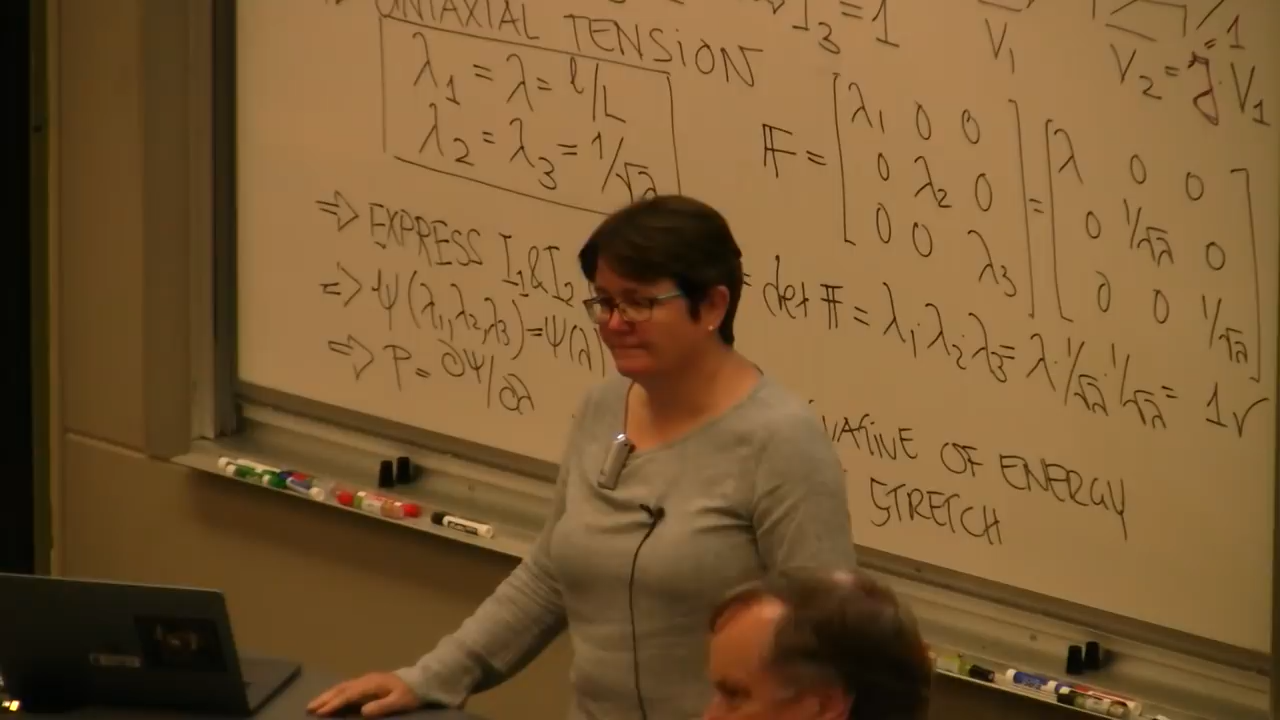 UNIAXIAL TENSION
λ₁ = λ = l/L
λ₂ = λ₃ = 1/√λ
⇒ EXPRESS I₁ & I₂
⇒ Ψ(λ₁,λ₂,λ₃)=Ψ(λ)
⇒ P = ∂Ψ/∂λ
I₃ = 1
V₁
V₂ = J·V₁
=1
F = [λ₁ 0 0] = [λ 0 0]
[0 λ₂ 0] [0 1/√λ 0]
[0 0 λ₃] [0 0 1/√λ]
= det F = λ₁ λ₂ λ₃ = λ·1/√λ·1/√λ = 1 ✓
OF ENERGY
STRETCH